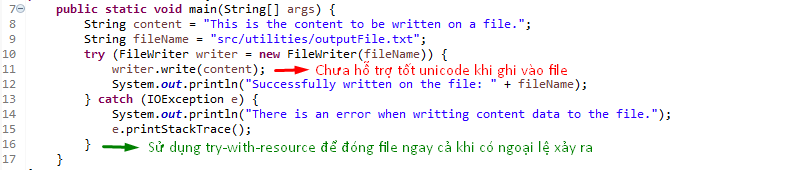 7 public static void main(String[] args) {
8 String content = "This is the content to be written on a file.";
9 String fileName = "src/utilities/outputFile.txt";
10 try (FileWriter writer = new FileWriter(fileName)) {
11 writer.write(content); Chưa hỗ trợ tốt unicode khi ghi vào file
12 System.out.println("Successfully written on the file: " + fileName);
13 } catch (IOException e) {
14 System.out.println("There is an error when writting content data to the file.");
15 e.printStackTrace();
16 } Sử dụng try-with-resource để đóng file ngay cả khi có ngoại lệ xảy ra
17 }